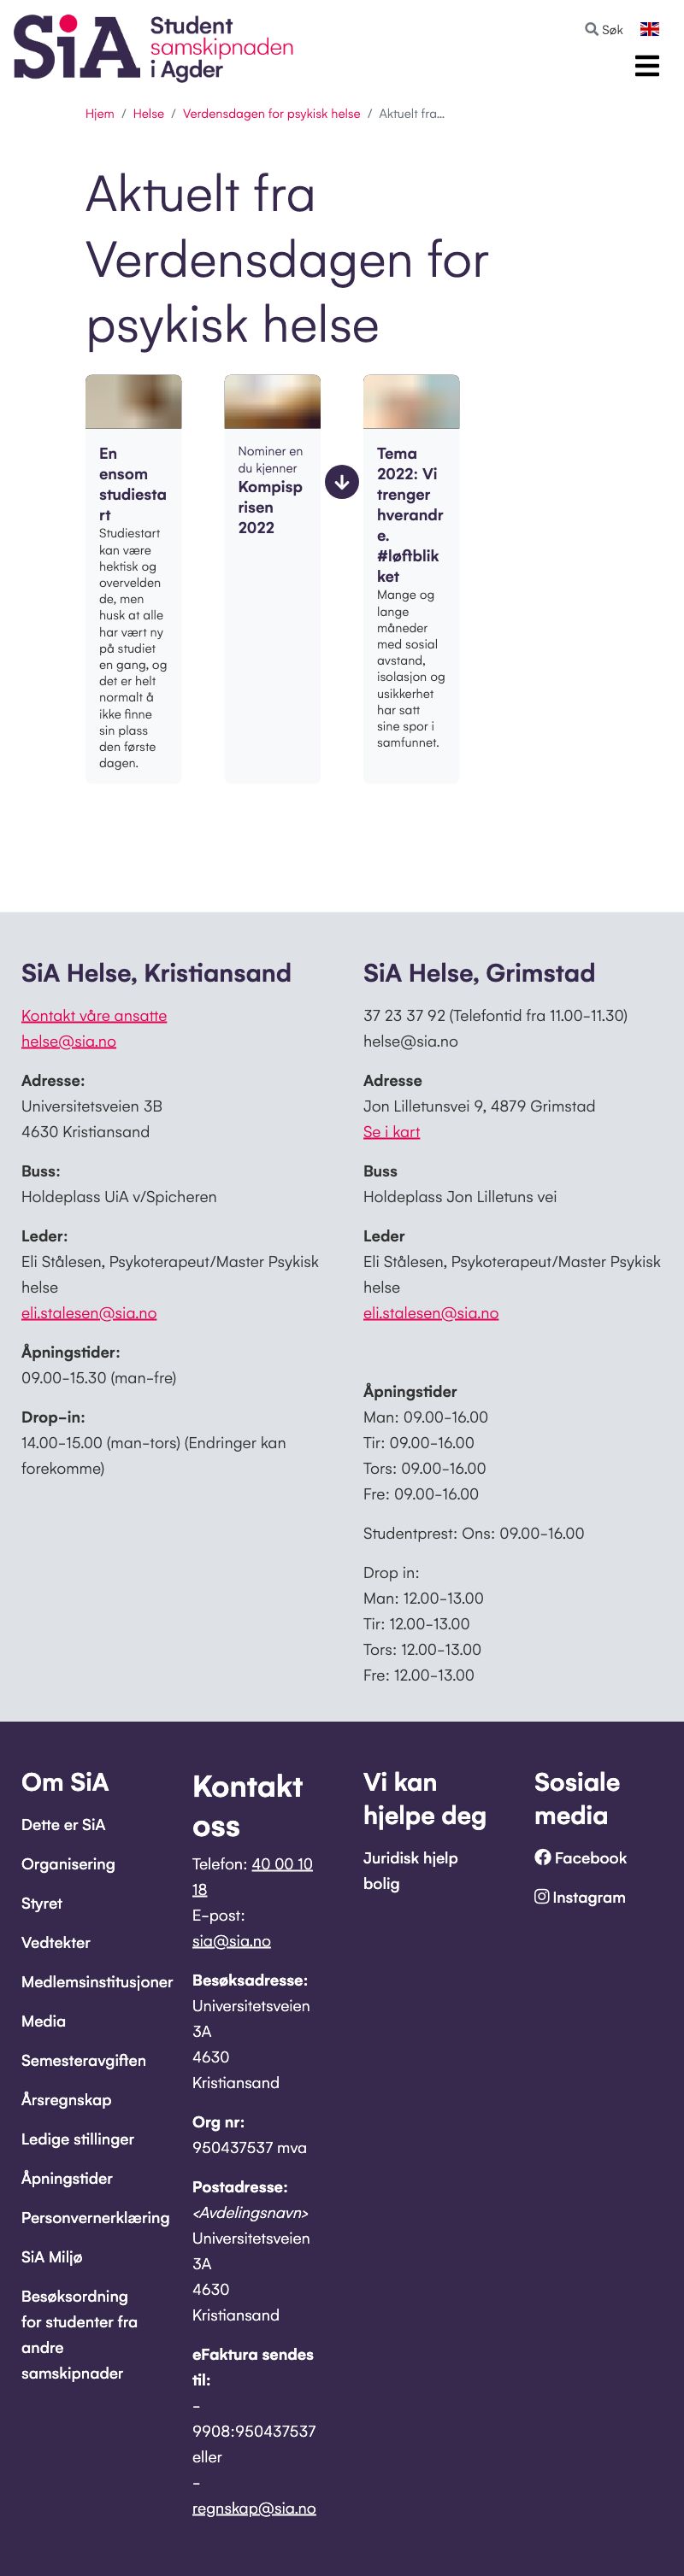 SiA Student
samskipnaden
i Agder
Søk
Hjem / Helse / Verdensdagen for psykisk helse / Aktuelt fra...
Aktuelt fra
Verdensdagen for
psykisk helse
En
ensom
studiesta
rt
Studiestart
kan være
hektisk og
overvelden
de, men
husk at alle
har vært ny
på studiet
en gang, og
det er helt
normalt å
ikke finne
sin plass
den første
dagen.
Nominer en
du kjenner
Kompisp
risen
2022
Tema
2022: Vi
trenger
hverandr
e.
#løftblik
ket
Mange og
lange
måneder
med sosial
avstand,
isolasjon og
usikkerhet
har satt
sine spor i
samfunnet.
SiA Helse, Kristiansand
Kontakt våre ansatte
helse@sia.no
Adresse:
Universitetsveien 3B
4630 Kristiansand
Buss:
Holdeplass UiA v/Spicheren
Leder:
Eli Stålesen, Psykoterapeut/Master Psykisk
helse
eli.stalesen@sia.no
Åpningstider:
09.00-15.30 (man-fre)
Drop-in:
14.00-15.00 (man-tors) (Endringer kan
forekomme)
SiA Helse, Grimstad
37 23 37 92 (Telefontid fra 11.00-11.30)
helse@sia.no
Adresse
Jon Lilletunsvei 9, 4879 Grimstad
Se i kart
Buss
Holdeplass Jon Lilletuns vei
Leder
Eli Stålesen, Psykoterapeut/Master Psykisk
helse
eli.stalesen@sia.no
Åpningstider
Man: 09.00-16.00
Tir: 09.00-16.00
Tors: 09.00-16.00
Fre: 09.00-16.00
Studentprest: Ons: 09.00-16.00
Drop in:
Man: 12.00-13.00
Tir: 12.00-13.00
Tors: 12.00-13.00
Fre: 12.00-13.00
Om SiA
Dette er SiA
Organisering
Styret
Vedtekter
Medlemsinstitusjoner
Media
Semesteravgiften
Årsregnskap
Ledige stillinger
Åpningstider
Personvernerklæring
SiA Miljø
Besøksordning
for studenter fra
andre
samskipnader
Kontakt
oss
Telefon: 40 00 10
18
E-post:
sia@sia.no
Besøksadresse:
Universitetsveien
3A
4630
Kristiansand
Org nr:
950437537 mva
Postadresse:
<Avdelingsnavn>
Universitetsveien
3A
4630
Kristiansand
eFaktura sendes
til:
-
9908:950437537
eller
-
regnskap@sia.no
Vi kan
hjelpe deg
Juridisk hjelp
bolig
Sosiale
media
Facebook
Instagram